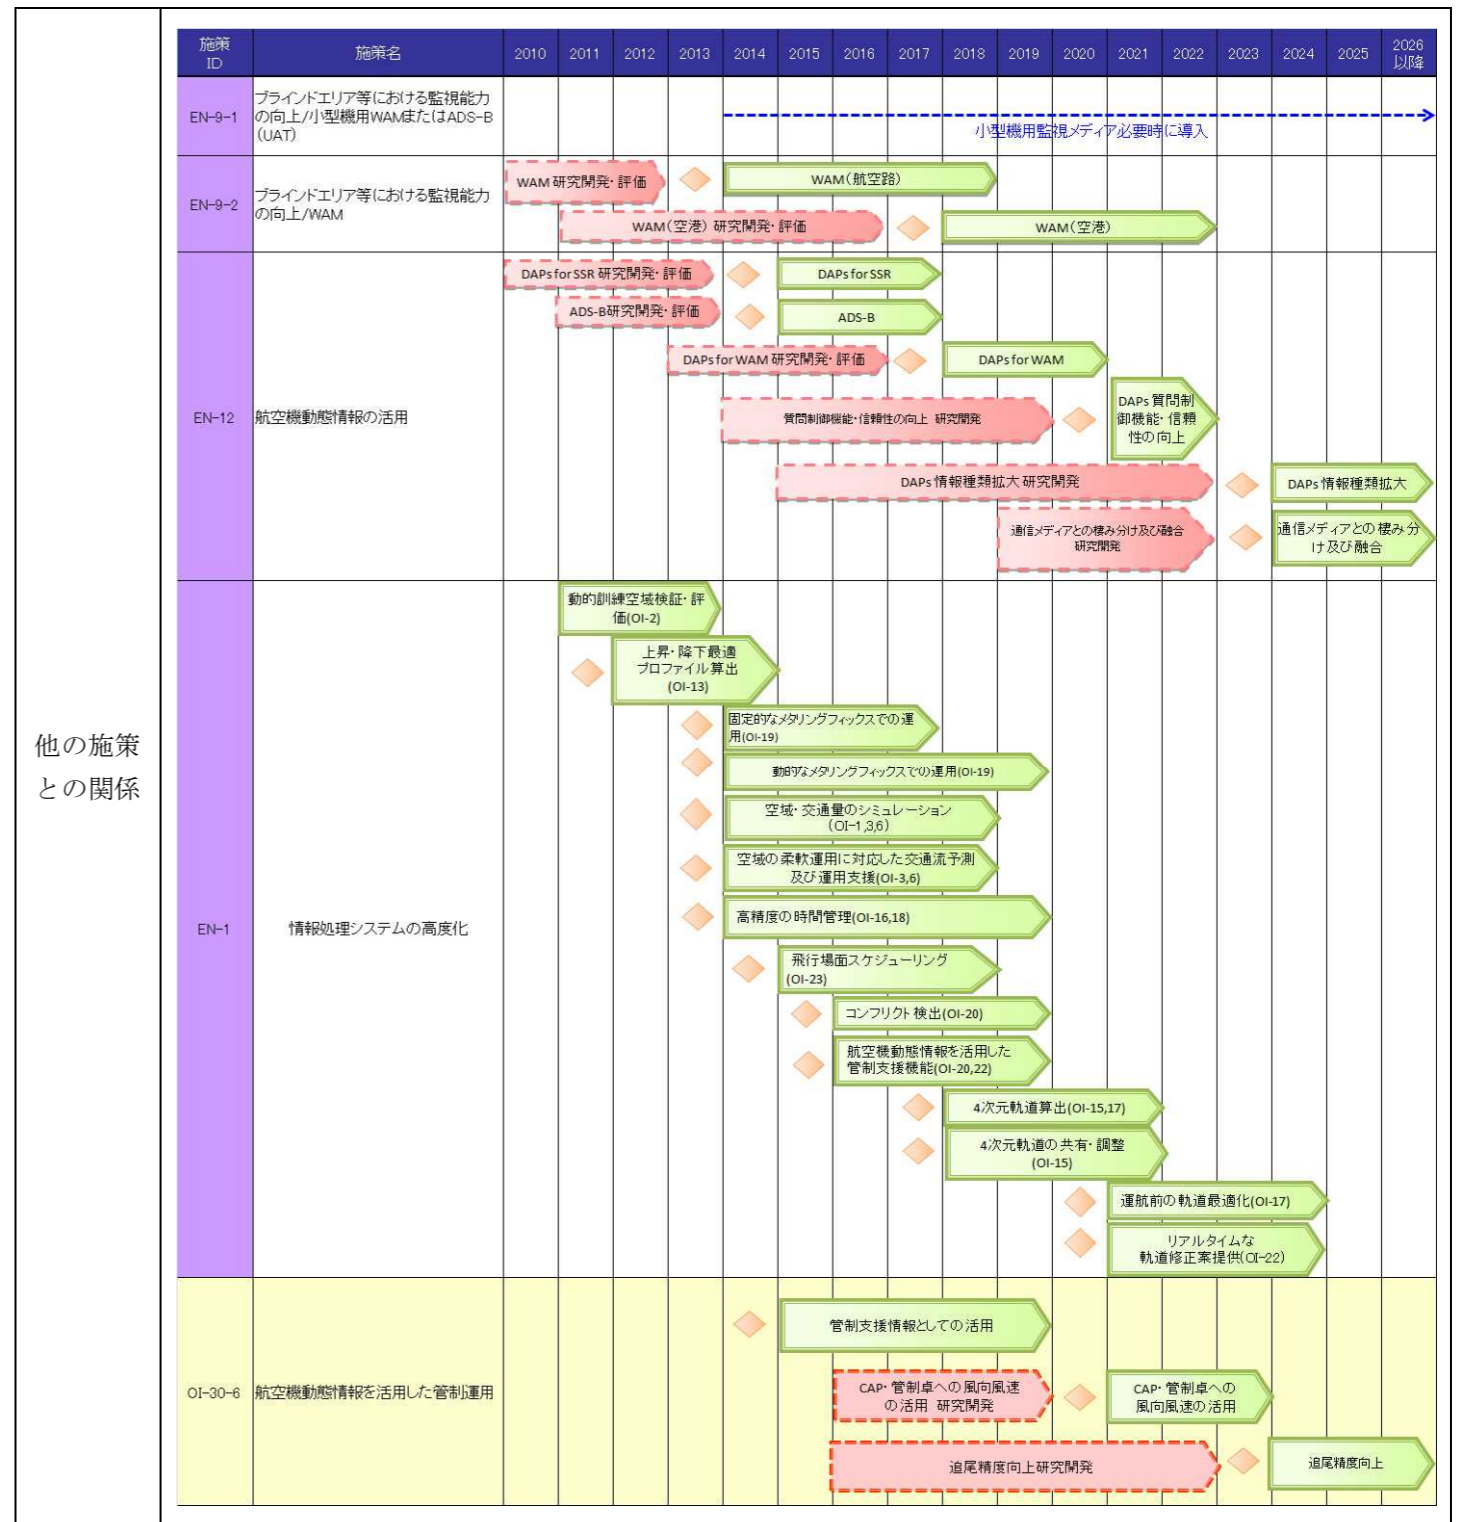 他の施策
との関係
施策
ID
施策名
2010
2011
2012
2013
2014
2015
2016
2017
2018
2019
2020
2021
2022
2023
2024
2025
2026
以降
EN-9-1
ブラインドエリア等における監視能力
の向上/小型機用WAMまたはADS-B
(UAT)
小型機用監視メディア必要時に導入
EN-9-2
ブラインドエリア等における監視能力
の向上/WAM
WAM 研究開発・評価
WAM(航空路)
WAM(空港) 研究開発・評価
WAM(空港)
EN-12
航空機動態情報の活用
DAPs for SSR 研究開発・評価
DAPs for SSR
ADS-B研究開発・評価
ADS-B
DAPs for WAM 研究開発・評価
DAPs for WAM
質問制御機能・信頼性の向上 研究開発
DAPs 質問制
御機能・信頼
性の向上
DAPs 情報種類拡大 研究開発
DAPs 情報種類拡大
通信メディアとの棲み分け及び融合
研究開発
通信メディアとの棲み分
け及び融合
EN-1
情報処理システムの高度化
動的訓練空域検証・評
価(OI-2)
上昇・降下最適
プロファイル算出
(OI-13)
固定的なメタリングフィックスでの運
用(OI-19)
動的なメタリングフィックスでの運用(OI-19)
空域・交通量のシミュレーション
(OI-1,3,6)
空域の柔軟運用に対応した交通流予測
及び運用支援(OI-3,6)
高精度の時間管理(OI-16,18)
飛行場面スケジューリング
(OI-23)
コンフリクト検出(OI-20)
航空機動態情報を活用した
管制支援機能(OI-20,22)
4次元軌道算出(OI-15,17)
4次元軌道の共有・調整
(OI-15)
運航前の軌道最適化(OI-17)
リアルタイムな
軌道修正案提供(OI-22)
OI-30-6
航空機動態情報を活用した管制運用
管制支援情報としての活用
CAP・管制卓への風向風速
の活用 研究開発
CAP・管制卓への
風向風速の活用
追尾精度向上研究開発
追尾精度向上